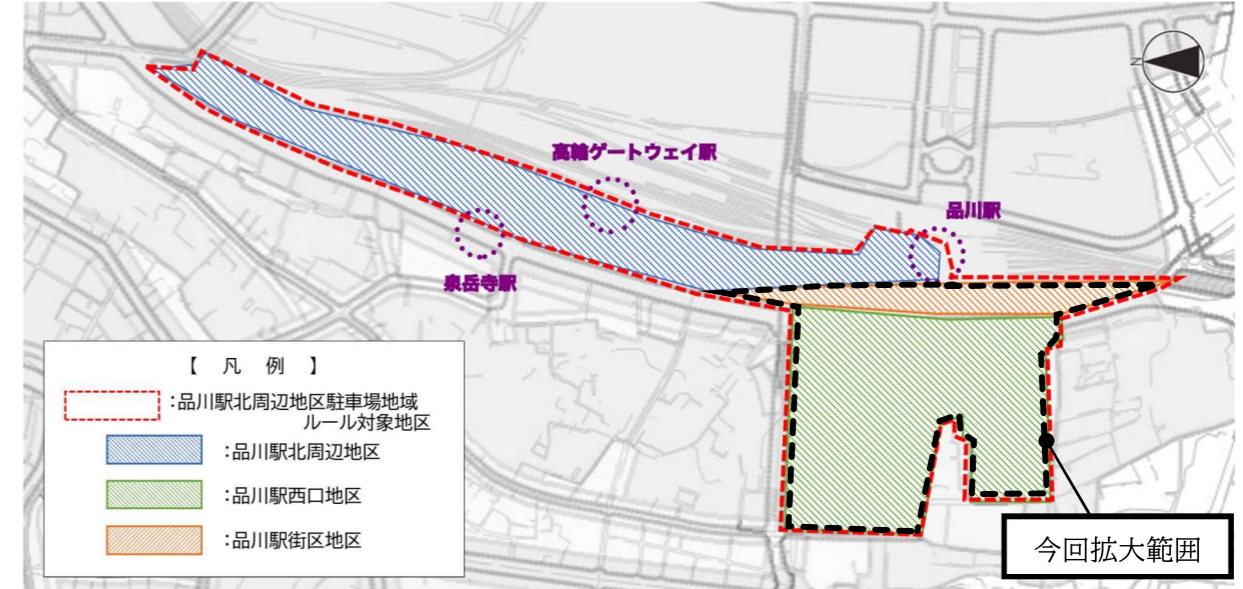 N
高輪ゲートウェイ駅
品川駅
泉岳寺駅
【 凡 例 】
:品川駅北周辺地区駐車場地域
ルール対象地区
:品川駅北周辺地区
:品川駅西口地区
:品川駅街区地区
今回拡大範囲